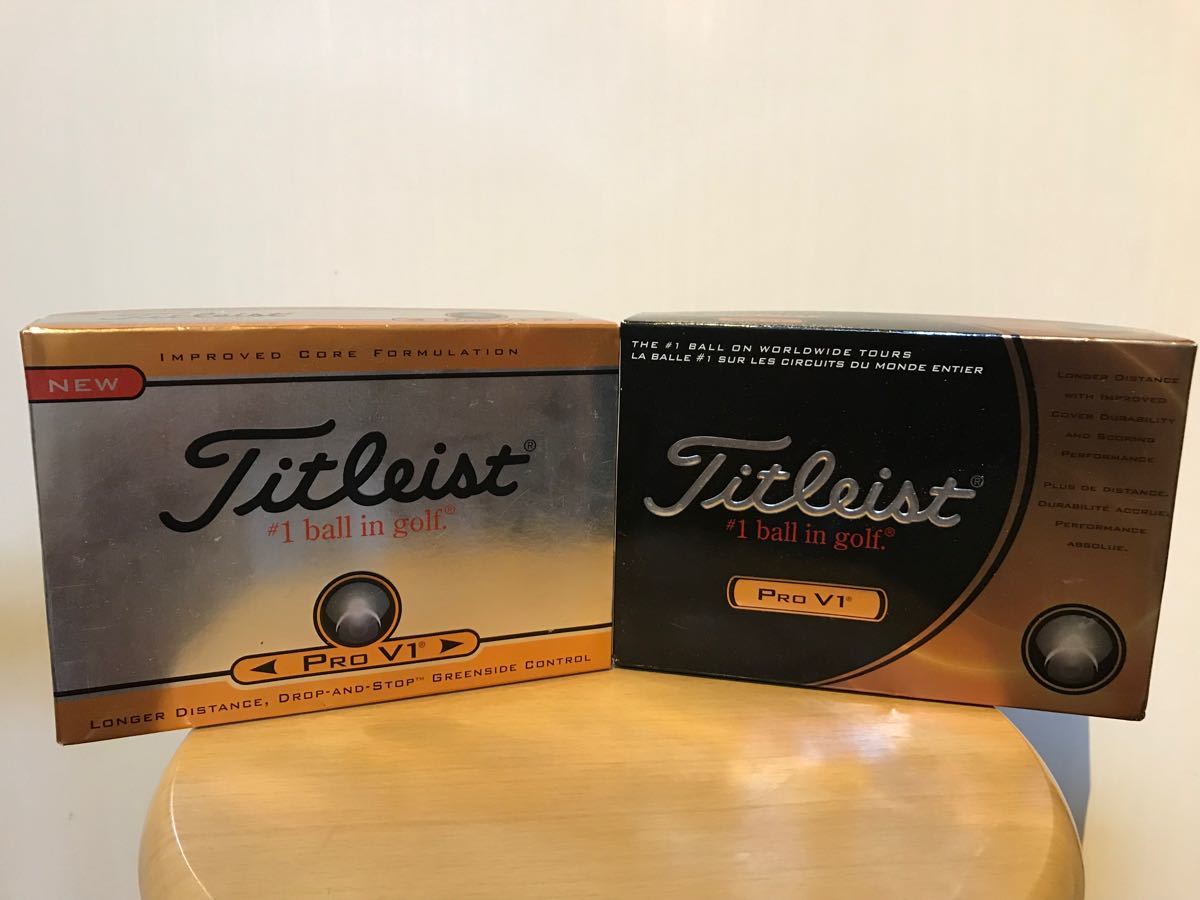 Titleist
IMPROVED CORE FORMULATION
NEW
Titleist®
#1 ball in golf.®
PRO V1®
LONGER DISTANCE, DROP-AND-STOP™ GREENSIDE CONTROL
THE #1 BALL ON WORLDWIDE TOURS
LA BALLE #1 SUR LES CIRCUITS DU MONDE ENTIER
Titleist®
#1 ball in golf.®
PRO V1®
LONGER DISTANCE
WITH IMPROVED
COVER DURABILITY
AND SCORING
PERFORMANCE
PLUS DE DISTANCE.
DURABILITÉ ACCRUE.
PERFORMANCE
ABSOLUE.